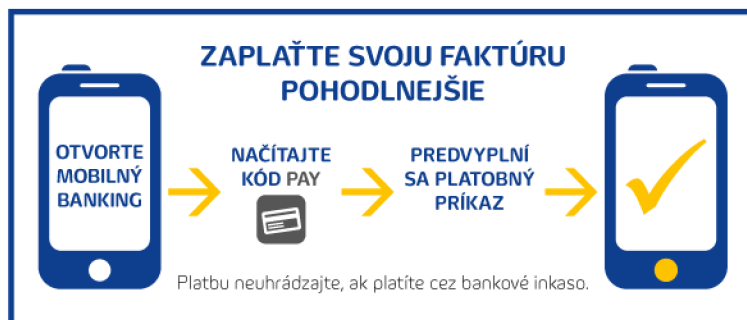 ZAPLAŤTE SVOJU FAKTÚRU
POHODLNEJŠIE
OTVORTE
MOBILNÝ
BANKING
NAČÍTAJTE
KÓD PAY
PREDVYPLNÍ
SA PLATOBNÝ
PRÍKAZ
Platbu neuhrádzajte, ak platíte cez bankové inkaso.